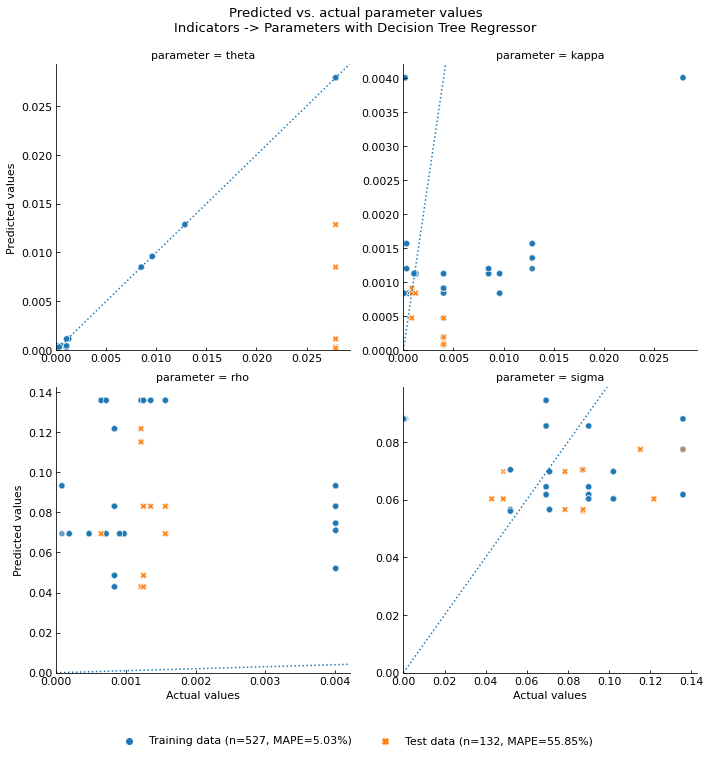 Predicted vs. actual parameter values
Indicators -> Parameters with Decision Tree Regressor
parameter = theta
0.025
0.020
0.015
0.010
0.005
0.000
Predicted values
0.000 0.005 0.010 0.015 0.020 0.025
parameter = kappa
0.0040
0.0035
0.0030
0.0025
0.0020
0.0015
0.0010
0.0005
0.0000
0.000 0.005 0.010 0.015 0.020 0.025
parameter = rho
0.14
0.12
0.10
0.08
0.06
0.04
0.02
0.00
Predicted values
0.000 0.001 0.002 0.003 0.004
Actual values
parameter = sigma
0.08
0.06
0.04
0.02
0.00
0.00 0.02 0.04 0.06 0.08 0.10 0.12 0.14
Actual values
Training data (n=527, MAPE=5.03%)
Test data (n=132, MAPE=55.85%)